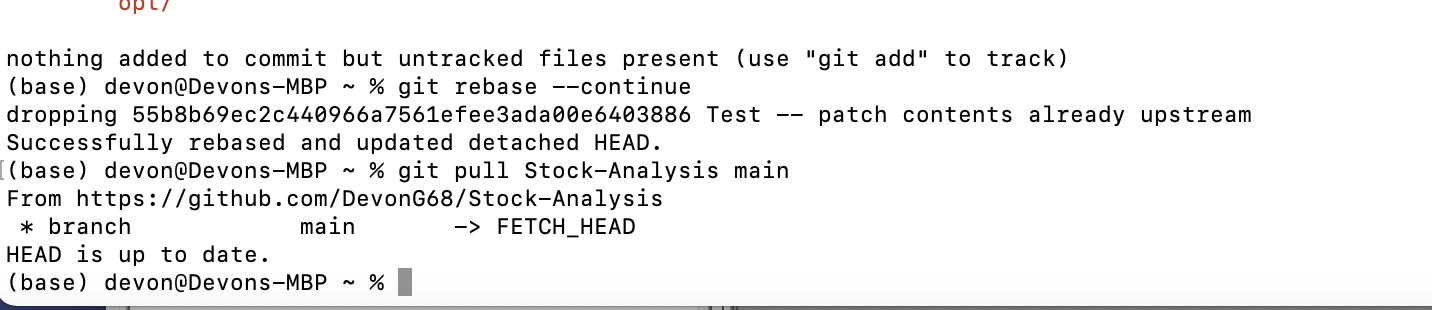 opt/
nothing added to commit but untracked files present (use "git add" to track)
(base) devon@Devons-MBP ~ % git rebase --continue
dropping 55b8b69ec2c440966a7561efee3ada00e6403886 Test -- patch contents already upstream
Successfully rebased and updated detached HEAD.
(base) devon@Devons-MBP ~ % git pull Stock-Analysis main
From https://github.com/DevonG68/Stock-Analysis
 * branch            main       -> FETCH_HEAD
HEAD is up to date.
(base) devon@Devons-MBP ~ %